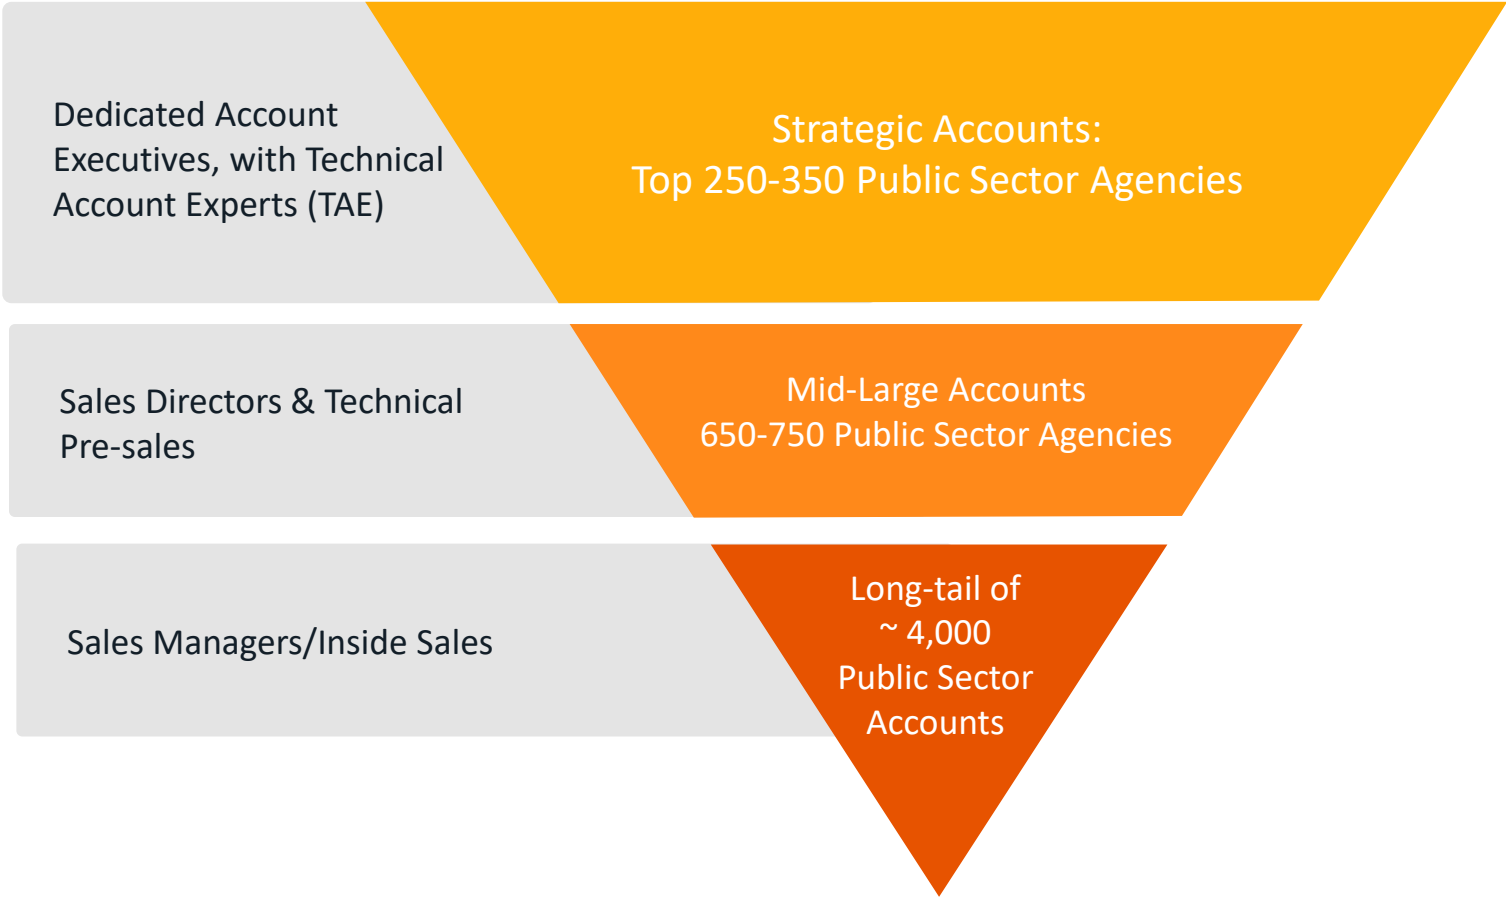 Dedicated Account
Executives, with Technical
Account Experts (TAE)
Strategic Accounts:
Top 250-350 Public Sector Agencies
Sales Directors & Technical
Pre-sales
Mid-Large Accounts
650-750 Public Sector Agencies
Sales Managers/Inside Sales
Long-tail of
~ 4,000
Public Sector
Accounts